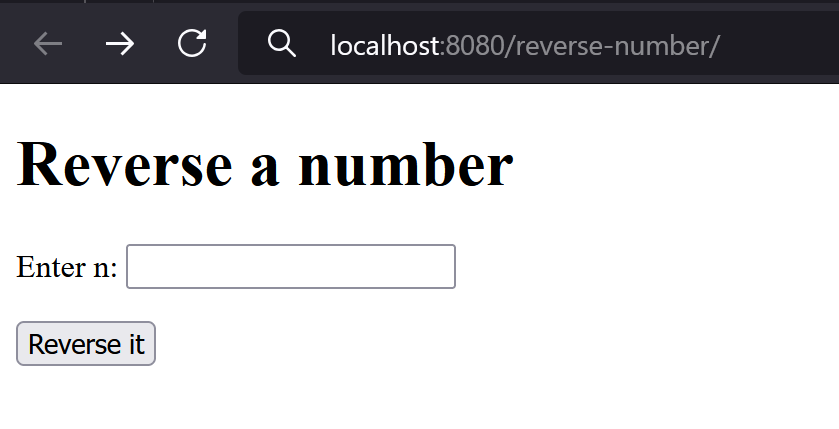 localhost:8080/reverse-number/
Reverse a number
Enter n:
Reverse it